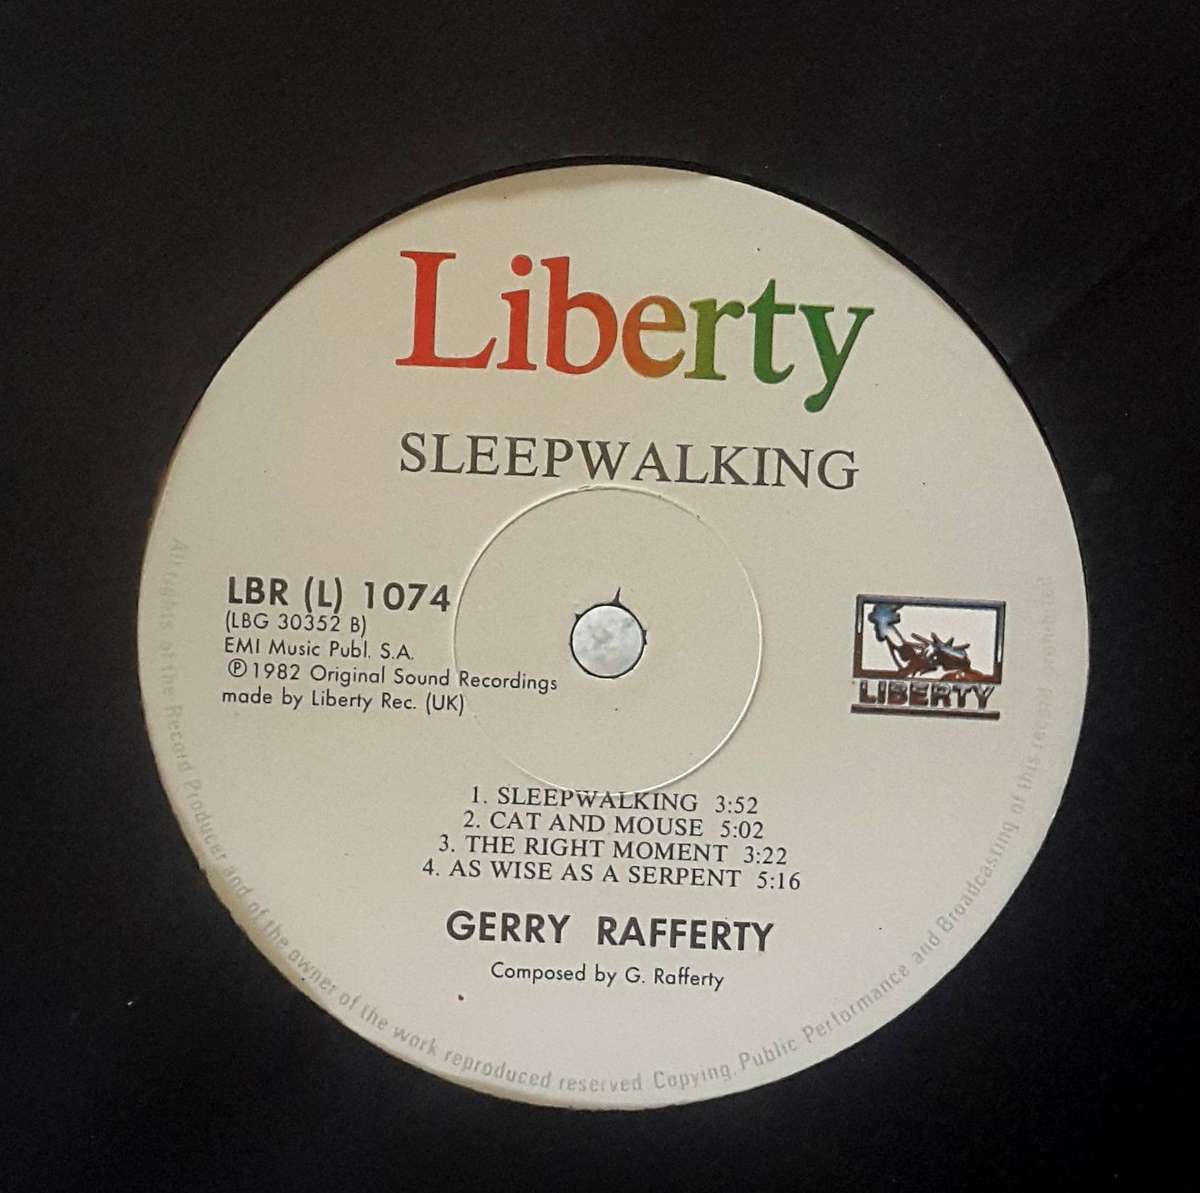 Liberty
SLEEPWALKING
LBR (L) 1074
(LBG 30352 B)
EMI Music Publ. S.A.
Ⓟ 1982 Original Sound Recordings
made by Liberty Rec. (UK)
LIBERTY
1. SLEEPWALKING 3:52
2. CAT AND MOUSE 5:02
3. THE RIGHT MOMENT 3:22
4. AS WISE AS A SERPENT 5:16
GERRY RAFFERTY
Composed by G. Rafferty
All rights of the Record Producer and of the owner of the work reproduced reserved. Copying, Public Performance and Broadcasting of this record prohibited